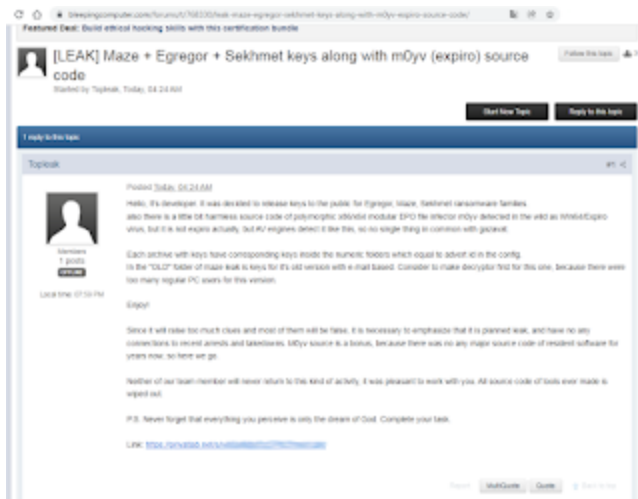 bleepingcomputer.com/forums/t/768330/leak-maze-egregor-sekhmet-keys-along-with-m0yv-expiro-source-code/
Featured Deal: Build ethical hacking skills with this certification bundle
[LEAK] Maze + Egregor + Sekhmet keys along with m0yv (expiro) source
code
Started by Topleak, Today, 04:24 AM
Follow this topic
Start New Topic
Reply to this topic
1 reply to this topic
Topleak
#1
Posted Today, 04:24 AM
Hello, It's developer. It was decided to release keys to the public for Egregor, Maze, Sekhmet ransomware families.
also there is a little bit harmless source code of polymorphic x86/x64 modular EPO file infector m0yv detected in the wild as Win64/Expiro
virus, but it is not expiro actually, but AV engines detect it like this, so no single thing in common with gazavat.
Members
1 posts
OFFLINE
Local time: 07:59 PM
Each archive with keys have corresponding keys inside the numeric folders which equal to advert id in the config.
In the "OLD" folder of maze leak is keys for it's old version with e-mail based. Consider to make decryptor first for this one, because there were
too many regular PC users for this version.
Enjoy!
Since it will raise too much clues and most of them will be false, it is necessary to emphasize that it is planned leak, and have no any
connections to recent arrests and takedowns. M0yv source is a bonus, because there was no any major source code of resident software for
years now, so here we go.
Neither of our team member will never return to this kind of activity, it was pleasant to work with you. All source code of tools ever made is
wiped out.
P.S. Never forget that everything you perceive is only the dream of God. Complete your task.
Link:
Report
MultiQuote
Quote
Back to top